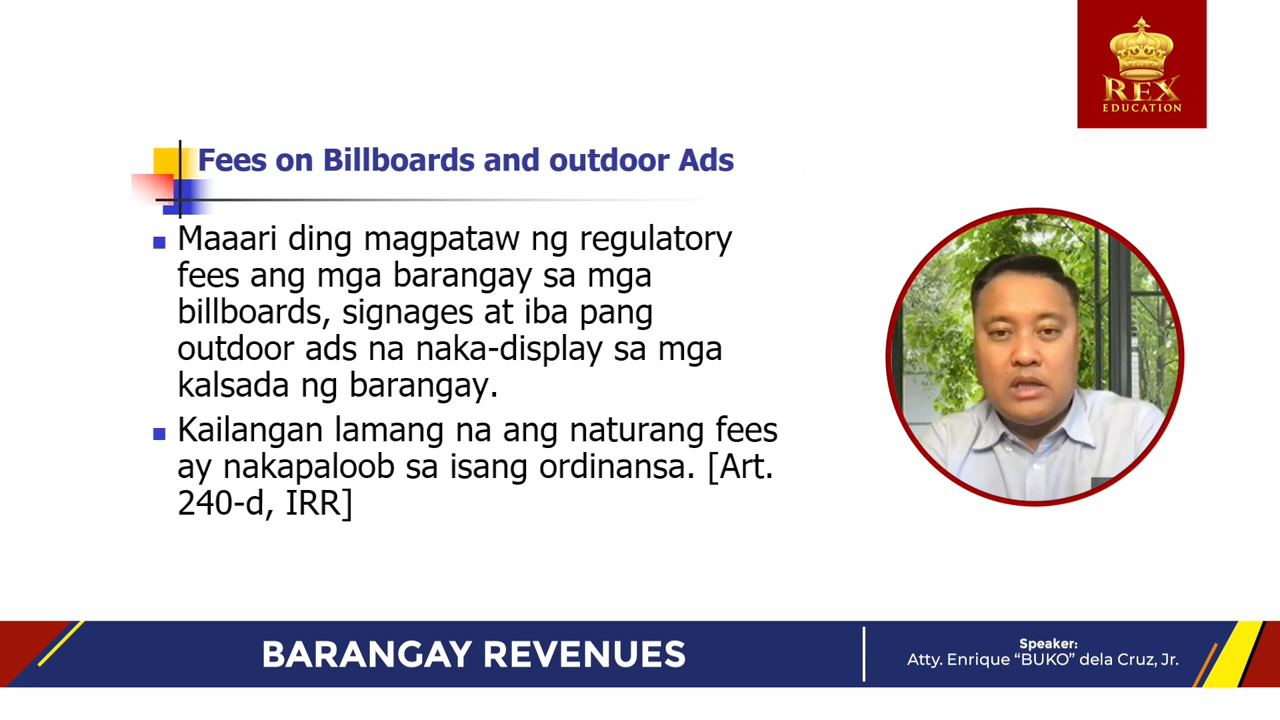 REX
EDUCATION
Fees on Billboards and outdoor Ads
Maaari ding magpataw ng regulatory
fees ang mga barangay sa mga
billboards, signages at iba pang
outdoor ads na naka-display sa mga
kalsada ng barangay.
Kailangan lamang na ang naturang fees
ay nakapaloob sa isang ordinansa. [Art.
240-d, IRR]
BARANGAY REVENUES
Speaker:
Atty. Enrique “BUKO” dela Cruz, Jr.